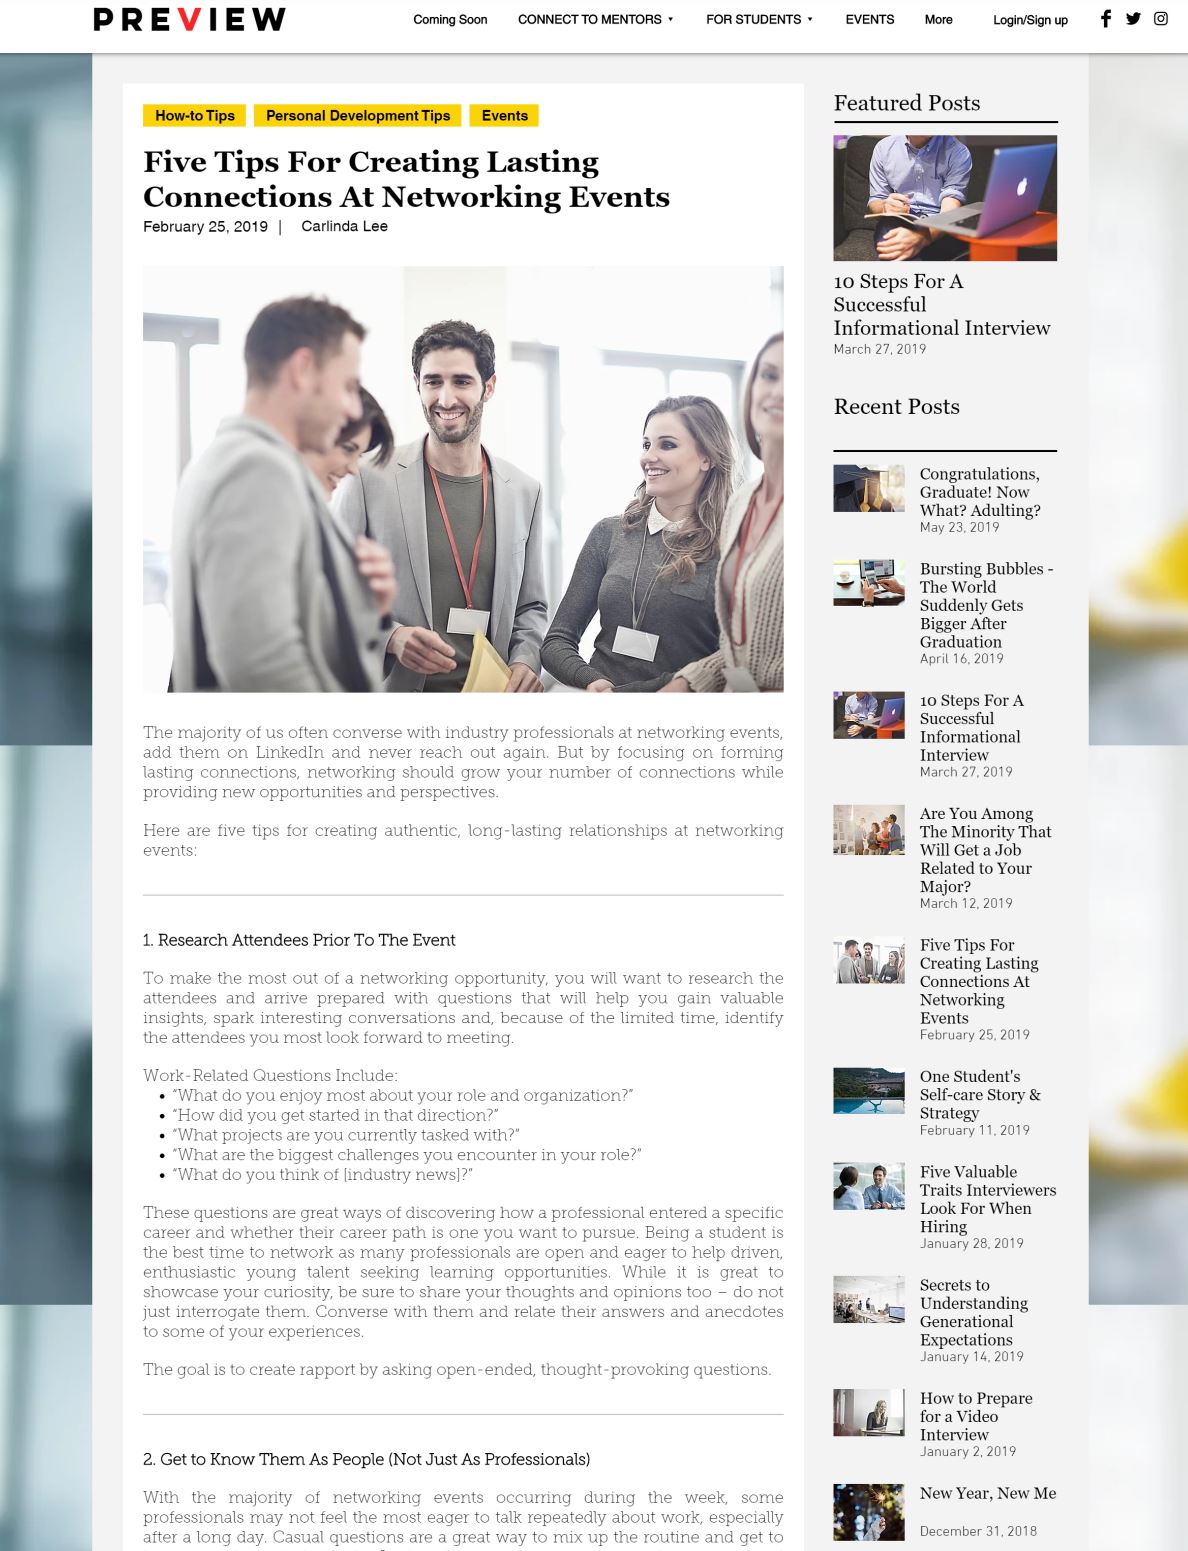 PREVIEW
Coming Soon
CONNECT TO MENTORS
FOR STUDENTS
EVENTS
More
Login/Sign up
How-to Tips
Personal Development Tips
Events
Five Tips For Creating Lasting
Connections At Networking Events
February 25, 2019 | Carlinda Lee
The majority of us often converse with industry professionals at networking events,
add them on LinkedIn and never reach out again. But by focusing on forming
lasting connections, networking should grow your number of connections while
providing new opportunities and perspectives.
Here are five tips for creating authentic, long-lasting relationships at networking
events:
1. Research Attendees Prior To The Event
To make the most out of a networking opportunity, you will want to research the
attendees and arrive prepared with questions that will help you gain valuable
insights, spark interesting conversations and, because of the limited time, identify
the attendees you most look forward to meeting.
Work-Related Questions Include:
• “What do you enjoy most about your role and organization?”
• “How did you get started in that direction?”
• “What projects are you currently tasked with?”
• “What are the biggest challenges you encounter in your role?”
• “What do you think of [industry news]?”
These questions are great ways of discovering how a professional entered a specific
career and whether their career path is one you want to pursue. Being a student is
the best time to network as many professionals are open and eager to help driven,
enthusiastic young talent seeking learning opportunities. While it is great to
showcase your curiosity, be sure to share your thoughts and opinions too – do not
just interrogate them. Converse with them and relate their answers and anecdotes
to some of your experiences.
The goal is to create rapport by asking open-ended, thought-provoking questions.
2. Get to Know Them As People (Not Just As Professionals)
With the majority of networking events occurring during the week, some
professionals may not feel the most eager to talk repeatedly about work, especially
after a long day. Casual questions are a great way to mix up the routine and get to
Featured Posts
10 Steps For A
Successful
Informational Interview
March 27, 2019
Recent Posts
Congratulations,
Graduate! Now
What? Adulting?
May 23, 2019
Bursting Bubbles -
The World
Suddenly Gets
Bigger After
Graduation
April 16, 2019
10 Steps For A
Successful
Informational
Interview
March 27, 2019
Are You Among
The Minority That
Will Get a Job
Related to Your
Major?
March 12, 2019
Five Tips For
Creating Lasting
Connections At
Networking
Events
February 25, 2019
One Student's
Self-care Story &
Strategy
February 11, 2019
Five Valuable
Traits Interviewers
Look For When
Hiring
January 28, 2019
Secrets to
Understanding
Generational
Expectations
January 14, 2019
How to Prepare
for a Video
Interview
January 2, 2019
New Year, New Me
December 31, 2018